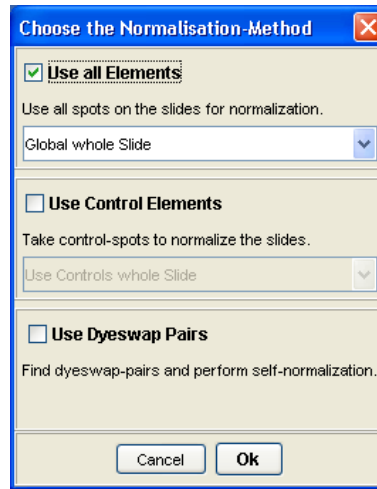 Choose the Normalisation-Method
Use all Elements
Use all spots on the slides for normalization.
Global whole Slide
Use Control Elements
Take control-spots to normalize the slides.
Use Controls whole Slide
Use Dyeswap Pairs
Find dyeswap-pairs and perform self-normalization.
Cancel Ok